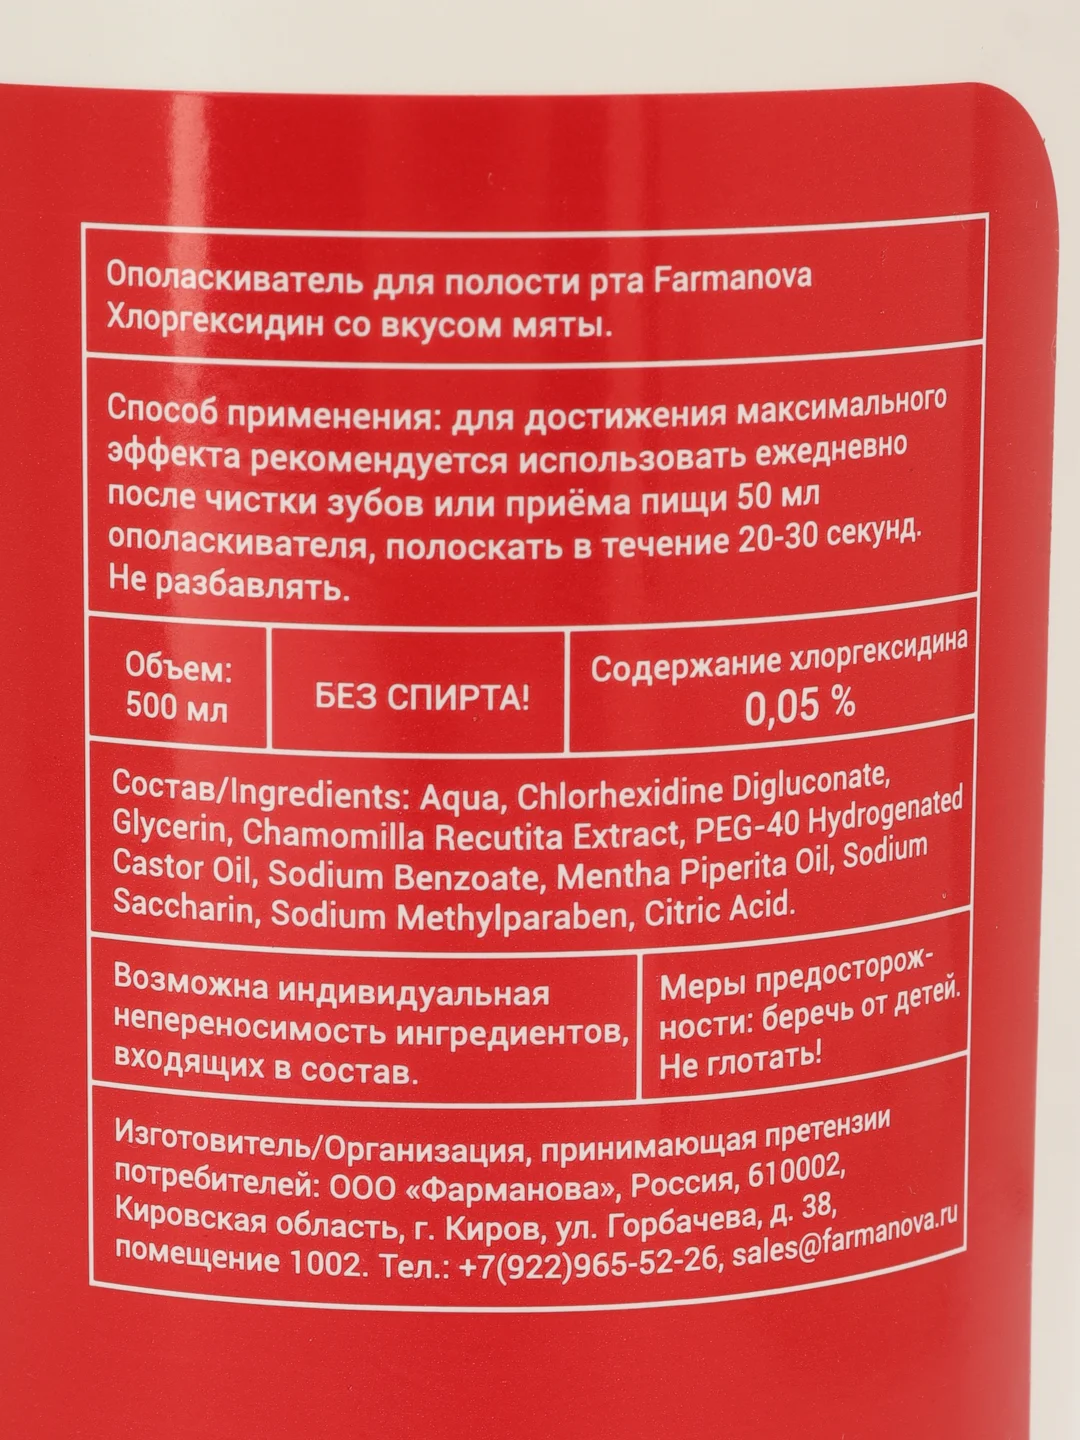 Ополаскиватель для полости рта Farmanova
Хлоргексидин со вкусом мяты.
Способ применения: для достижения максимального
эффекта рекомендуется использовать ежедневно
после чистки зубов или приёма пищи 50 мл
ополаскивателя, полоскать в течение 20-30 секунд.
Не разбавлять.
Объем:
500 мл
БЕЗ СПИРТА!
Содержание хлоргексидина
0,05 %
Состав/Ingredients: Aqua, Chlorhexidine Digluconate,
Glycerin, Chamomilla Recutita Extract, PEG-40 Hydrogenated
Castor Oil, Sodium Benzoate, Mentha Piperita Oil, Sodium
Saccharin, Sodium Methylparaben, Citric Acid.
Возможна индивидуальная
непереносимость ингредиентов,
входящих в состав.
Меры предосторож-
ности: беречь от детей.
Не глотать!
Изготовитель/Организация, принимающая претензии
потребителей: ООО «Фарманова», Россия, 610002,
Кировская область, г. Киров, ул. Горбачева, д. 38,
помещение 1002. Тел.: +7(922)965-52-26, sales@farmanova.ru